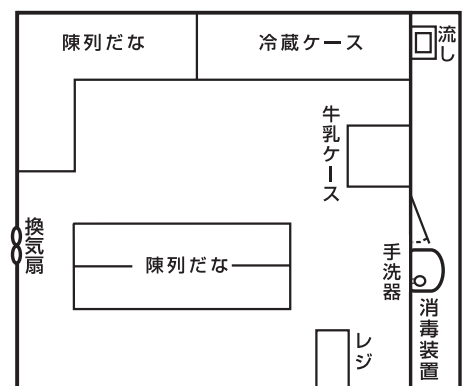 陳列だな
冷蔵ケース
流し
牛乳ケース
換気扇
陳列だな
手洗器
消毒装置
レジ